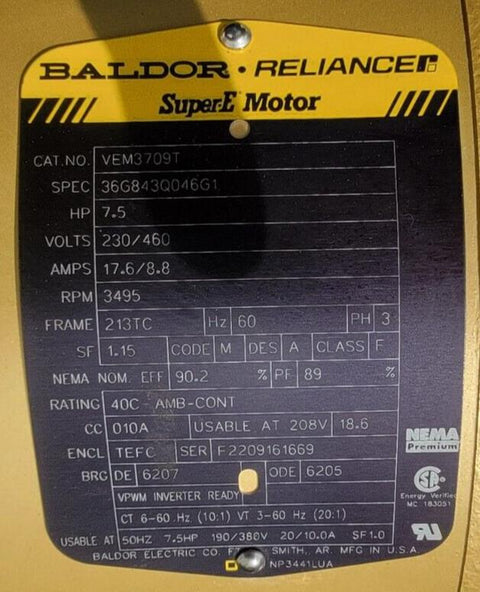 BALDOR • RELIANCE
Super-E Motor
CAT.NO. VEM3709T
SPEC 36G843Q046G1
HP 7.5
VOLTS 230/460
AMPS 17.6/8.8
RPM 3495
FRAME 213TC Hz 60 PH 3
SF 1.15 CODE M DES A CLASS F
NEMA NOM. EFF 90.2 % PF 89 %
RATING 40C AMB-CONT
CC 010A USABLE AT 208V 18.6
NEMA
Premium
ENCL TEFC SER F2209161669
BRG DE 6207 ODE 6205
Energy Verified
MC 183051
VPWM INVERTER READY
CT 6-60 Hz (10:1) VT 3-60 Hz (20:1)
USABLE AT 50HZ 7.5HP 190/380V 20/10.0A SF1.0
BALDOR ELECTRIC CO. SMITH, AR. MFG IN U.S.A.
NP3441LUA